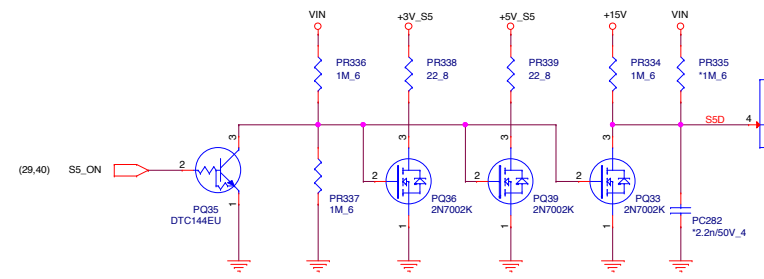 VIN +3V_S5 +5V_S5 +15V VIN
PR336 PR338 PR339 PR334 PR335
1M_6 22_8 22_8 1M_6 *1M_6
S5D 4
3 3 3 3
(29,40) S5_ON 2 2 2 2
PR337 PQ36 PQ39 PQ33
1M_6 2N7002K 2N7002K 2N7002K
PQ35
DTC144EU
1 1 1 1
PC282
*2.2n/50V_4